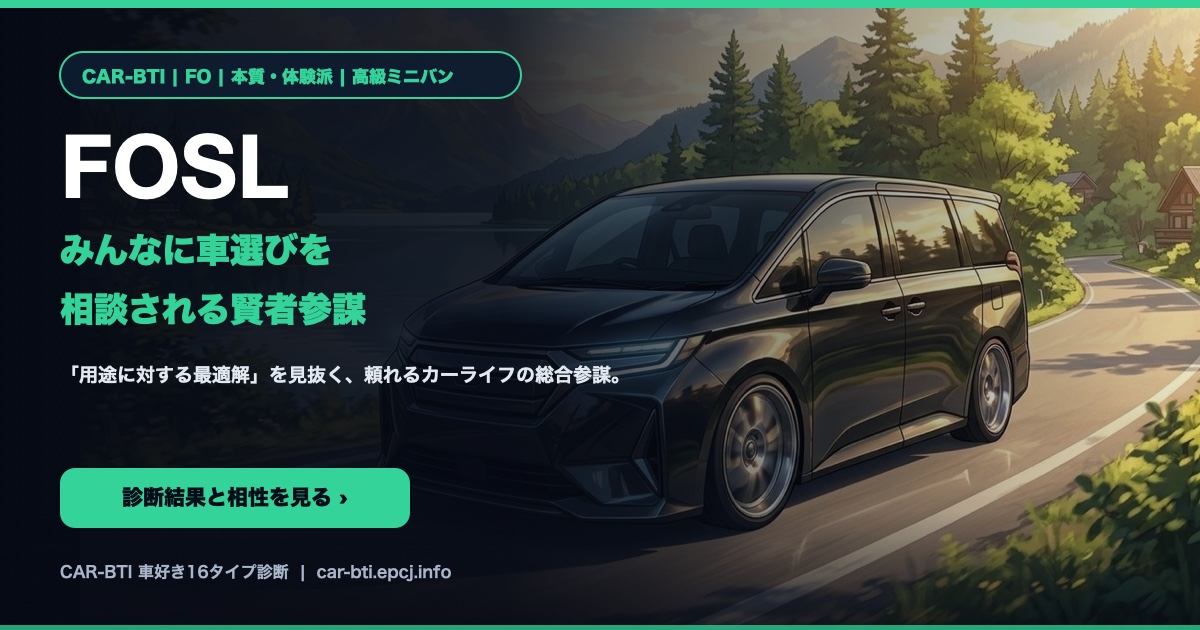 CAR-BTI | FO | 本質・体験派 | 高級ミニバン
FOSL
みんなに車選びを
相談される賢者参謀
「用途に対する最適解」を見抜く、頼れるカーライフの総合参謀。
診断結果と相性を見る ›
CAR-BTI 車好き16タイプ診断 | car-bti.epcj.info